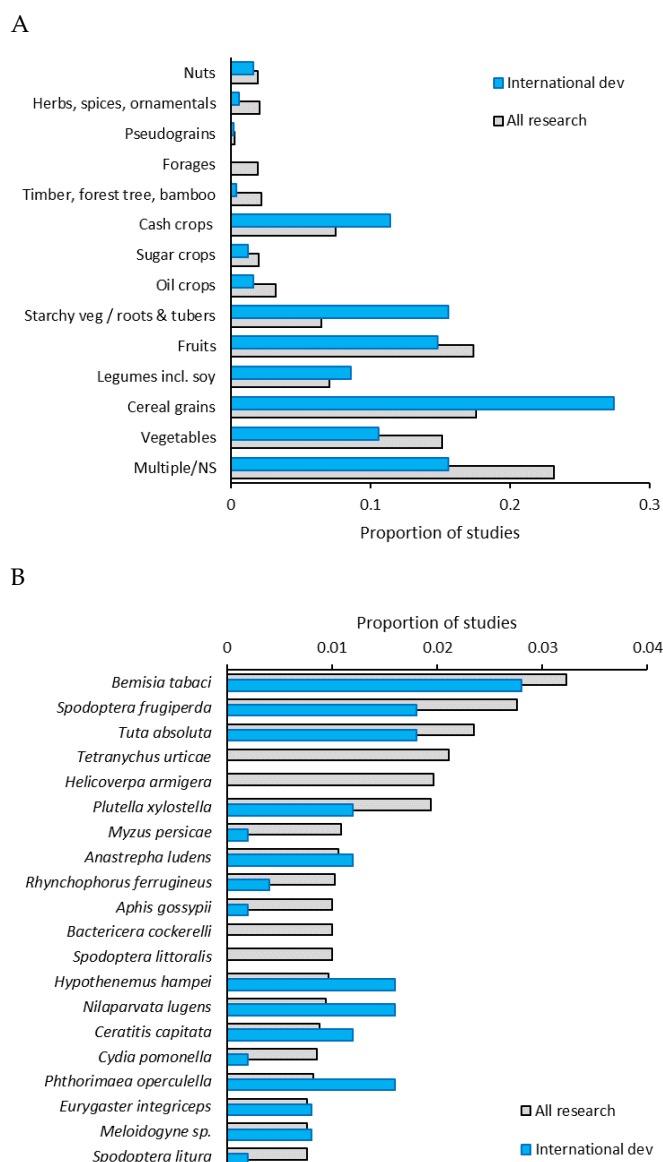 A
Nuts
Herbs, spices, ornamentals
Pseudograins
Forages
Timber, forest tree, bamboo
Cash crops
Sugar crops
Oil crops
Starchy veg / roots & tubers
Fruits
Legumes incl. soy
Cereal grains
Vegetables
Multiple/NS
International dev
All research
0 0.1 0.2 0.3
Proportion of studies
B
Proportion of studies
0 0.01 0.02 0.03 0.04
Bemisia tabaci
Spodoptera frugiperda
Tuta absoluta
Tetranychus urticae
Helicoverpa armigera
Plutella xylostella
Myzus persicae
Anastrepha ludens
Rhynchophorus ferrugineus
Aphis gossypii
Bactericera cockerelli
Spodoptera littoralis
Hypothenemus hampei
Nilaparvata lugens
Ceratitis capitata
Cydia pomonella
Phthorimaea operculella
Eurygaster integriceps
Meloidogyne sp.
Spodoptera litura
All research
International dev